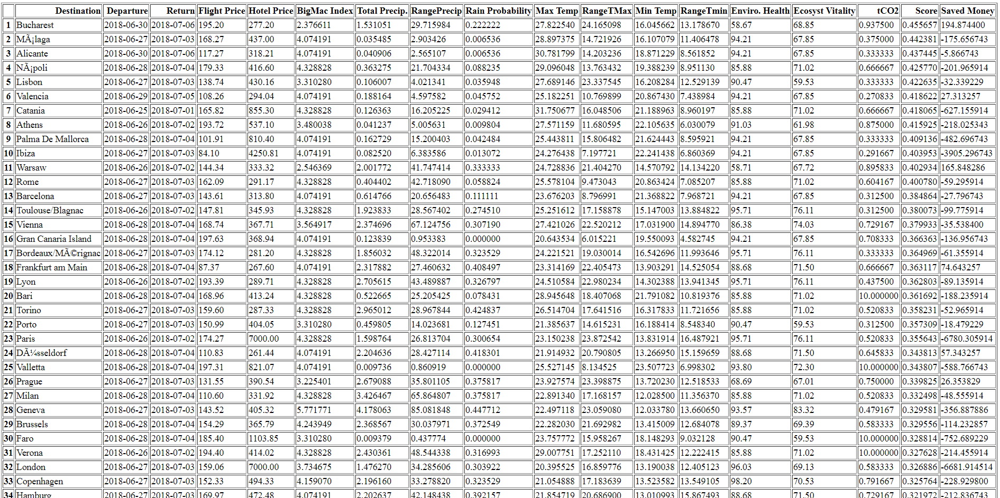 Destination Departure Return Flight Price Hotel Price BigMac Index Total Precip. RangePrecip Rain Probability Max Temp RangeTMax Min Temp RangeTmin Enviro. Health Ecosyst Vitality tCO2 Score Saved Money
1 Bucharest 2018-06-30 2018-07-06 195.20 277.20 2.376611 1.531051 29.715984 0.222222 27.822540 24.165098 16.045662 13.178670 58.67 68.85 0.937500 0.455657 194.874400
2 MÃ¡laga 2018-06-27 2018-07-03 168.27 437.00 4.074191 0.035485 2.903426 0.006536 28.897375 14.721926 16.107079 11.406478 94.21 67.85 0.375000 0.442381 -175.656743
3 Alicante 2018-06-30 2018-07-06 117.27 318.21 4.074191 0.040906 2.565107 0.006536 30.781799 14.203236 18.871229 8.561852 94.21 67.85 0.333333 0.437445 -5.866743
4 NÃ¡poli 2018-06-28 2018-07-04 179.33 416.60 4.328828 0.363275 21.704334 0.088235 29.096048 13.763432 19.388239 8.951130 85.88 71.02 0.666667 0.425770 -201.965914
5 Lisbon 2018-06-27 2018-07-03 138.74 430.16 3.310280 0.106007 4.021341 0.035948 27.689146 23.337545 16.208284 12.529139 90.47 59.53 0.333333 0.422635 -32.339229
6 Valencia 2018-06-29 2018-07-05 108.26 294.04 4.074191 0.188164 4.597582 0.045752 25.182251 10.769899 20.867430 7.438984 94.21 67.85 0.270833 0.418622 27.313257
7 Catania 2018-06-25 2018-07-01 165.82 855.30 4.328828 0.126363 16.205225 0.029412 31.750677 16.048506 21.188963 8.960197 85.88 71.02 0.666667 0.418065 -627.155914
8 Athens 2018-06-26 2018-07-02 193.72 537.10 3.480038 0.041237 5.005631 0.009804 27.571159 11.680595 22.105635 6.030079 91.03 61.98 0.875000 0.415925 -218.025343
9 Palma De Mallorca 2018-06-28 2018-07-04 101.91 810.40 4.074191 0.162729 15.200403 0.042484 25.443811 15.806482 21.624443 8.595921 94.21 67.85 0.333333 0.409136 -482.696743
10 Ibiza 2018-06-27 2018-07-03 84.10 4250.81 4.074191 0.082520 6.383586 0.013072 24.276438 7.197721 22.241438 6.860369 94.21 67.85 0.291667 0.403953 -3905.296743
11 Warsaw 2018-06-26 2018-07-02 144.34 333.32 2.546369 2.001772 41.747414 0.333333 24.728836 21.404270 14.570792 14.134220 58.71 67.72 0.895833 0.402934 165.848286
12 Rome 2018-06-27 2018-07-03 162.09 291.17 4.328828 0.404402 42.718090 0.058824 25.578104 9.473043 20.863424 7.085207 85.88 71.02 0.604167 0.400780 -59.295914
13 Barcelona 2018-06-27 2018-07-03 143.61 313.80 4.074191 0.614766 20.656483 0.111111 23.676203 8.796991 21.368822 7.968721 94.21 67.85 0.312500 0.384864 -27.796743
14 Toulouse/Blagnac 2018-06-26 2018-07-02 147.81 345.93 4.328828 1.923833 28.567402 0.274510 25.251612 17.158878 15.147003 13.884822 95.71 76.11 0.312500 0.380073 -99.775914
15 Vienna 2018-06-28 2018-07-04 168.74 367.71 3.564917 2.374696 67.124756 0.307190 27.421026 22.520212 17.031900 14.894770 86.38 74.03 0.729167 0.379933 -35.538400
16 Gran Canaria Island 2018-06-28 2018-07-04 197.63 368.94 4.074191 0.123839 0.953383 0.000000 20.643534 6.015221 19.550093 4.582745 94.21 67.85 0.708333 0.366363 -136.956743
17 Bordeaux/MÃ©rignac 2018-06-27 2018-07-03 174.12 281.20 4.328828 1.856032 48.322014 0.323529 24.221521 19.030014 16.542696 11.993646 95.71 76.11 0.333333 0.364969 -61.355914
18 Frankfurt am Main 2018-06-28 2018-07-04 87.37 267.60 4.074191 2.317882 27.460632 0.408497 23.314169 22.405473 13.903291 14.525054 88.68 71.50 0.666667 0.363117 74.643257
19 Lyon 2018-06-26 2018-07-02 193.39 289.71 4.328828 2.705615 43.489887 0.326797 24.510584 22.980234 14.302388 13.941345 95.71 76.11 0.437500 0.362803 -89.135914
20 Bari 2018-06-28 2018-07-04 168.96 413.24 4.328828 0.522665 25.205425 0.078431 28.945648 18.407068 21.791082 10.819376 85.88 71.02 10.000000 0.361692 -188.235914
21 Torino 2018-06-27 2018-07-03 159.60 287.33 4.328828 2.965012 28.967844 0.424837 26.514704 17.641516 16.317833 11.721656 85.88 71.02 0.520833 0.358231 -52.965914
22 Porto 2018-06-27 2018-07-03 150.99 404.05 3.310280 0.459805 14.023681 0.127451 21.385637 14.615231 16.188414 8.548340 90.47 59.53 0.312500 0.357309 -18.479229
23 Paris 2018-06-26 2018-07-02 174.27 7000.00 4.328828 1.598764 26.813704 0.300654 23.150238 23.872542 13.831914 16.487921 95.71 76.11 0.520833 0.355643 -6780.305914
24 DÃ¼sseldorf 2018-06-28 2018-07-04 110.83 261.44 4.074191 2.204636 28.427114 0.418301 21.914932 20.790805 13.266950 15.159659 88.68 71.50 0.645833 0.343813 57.343257
25 Valletta 2018-06-28 2018-07-04 197.31 821.07 4.074191 0.009736 0.860919 0.000000 25.527145 8.134525 23.507723 6.998302 93.80 72.30 10.000000 0.343807 -588.766743
26 Prague 2018-06-27 2018-07-03 131.55 390.54 3.225401 2.679088 35.801105 0.375817 23.927574 23.398875 13.720230 12.518533 68.69 67.01 0.750000 0.339825 26.353829
27 Milan 2018-06-28 2018-07-04 110.60 331.92 4.328828 3.426467 65.864807 0.375817 22.891340 17.168157 12.028500 11.356370 85.88 71.02 0.520833 0.332498 -48.555914
28 Geneva 2018-06-27 2018-07-03 143.52 405.32 5.771771 4.178063 85.081848 0.447712 22.497118 23.059080 12.033780 13.660650 93.57 83.32 0.479167 0.329581 -356.887886
29 Brussels 2018-06-28 2018-07-04 154.29 365.79 4.243949 2.368567 30.037971 0.372549 22.282030 21.692982 13.415009 12.684078 89.37 69.39 0.583333 0.329556 -114.232857
30 Faro 2018-06-28 2018-07-04 185.40 1103.85 3.310280 0.009379 0.437774 0.000000 23.757772 15.958267 18.148293 9.032128 90.47 59.53 10.000000 0.328814 -752.689229
31 Verona 2018-06-26 2018-07-02 194.40 414.02 4.328828 2.430361 48.544338 0.316993 29.007751 17.252110 18.431425 12.222415 85.88 71.02 10.000000 0.327628 -214.455914
32 London 2018-06-27 2018-07-03 159.06 7000.00 3.734675 1.476270 34.285606 0.303922 20.395525 16.859776 13.190038 12.405123 96.03 69.13 0.583333 0.326886 -6681.914514
33 Copenhagen 2018-06-27 2018-07-03 152.33 494.33 4.159070 2.196160 33.278820 0.323529 21.054888 17.183639 13.523582 13.549105 98.20 70.53 0.791667 0.325764 -228.929800
34 Hamburg 2018-06-27 2018-07-03 169.97 472.48 4.074191 2.202637 42.148438 0.392157 21.854719 20.686900 13.010993 15.867493 88.68 71.50 0.729167 0.321972 -212.836743